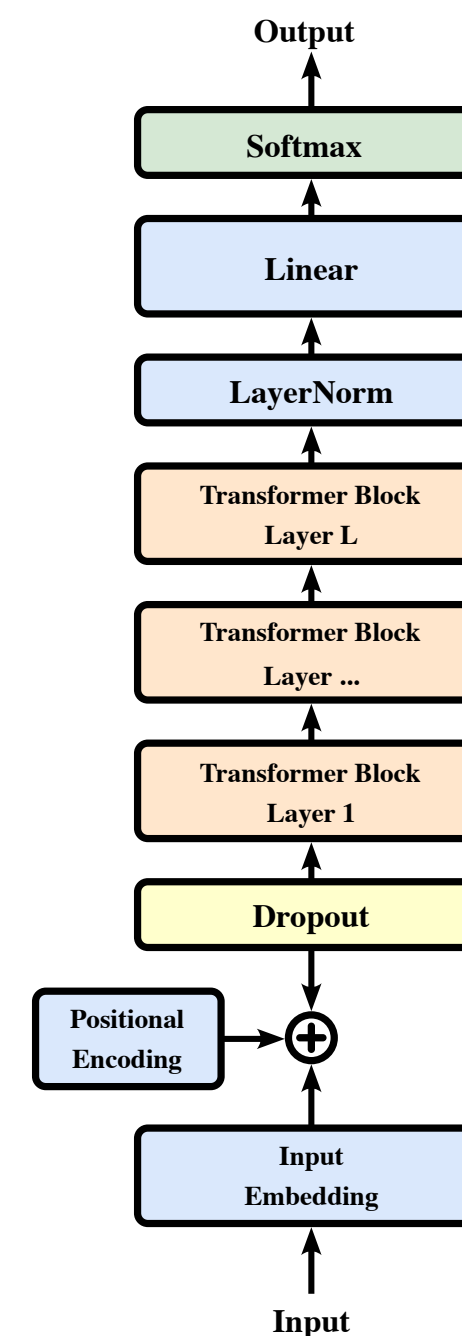 Output
Softmax
Linear
LayerNorm
Transformer Block
Layer L
Transformer Block
Layer ...
Transformer Block
Layer 1
Dropout
Positional
Encoding
Input
Embedding
Input